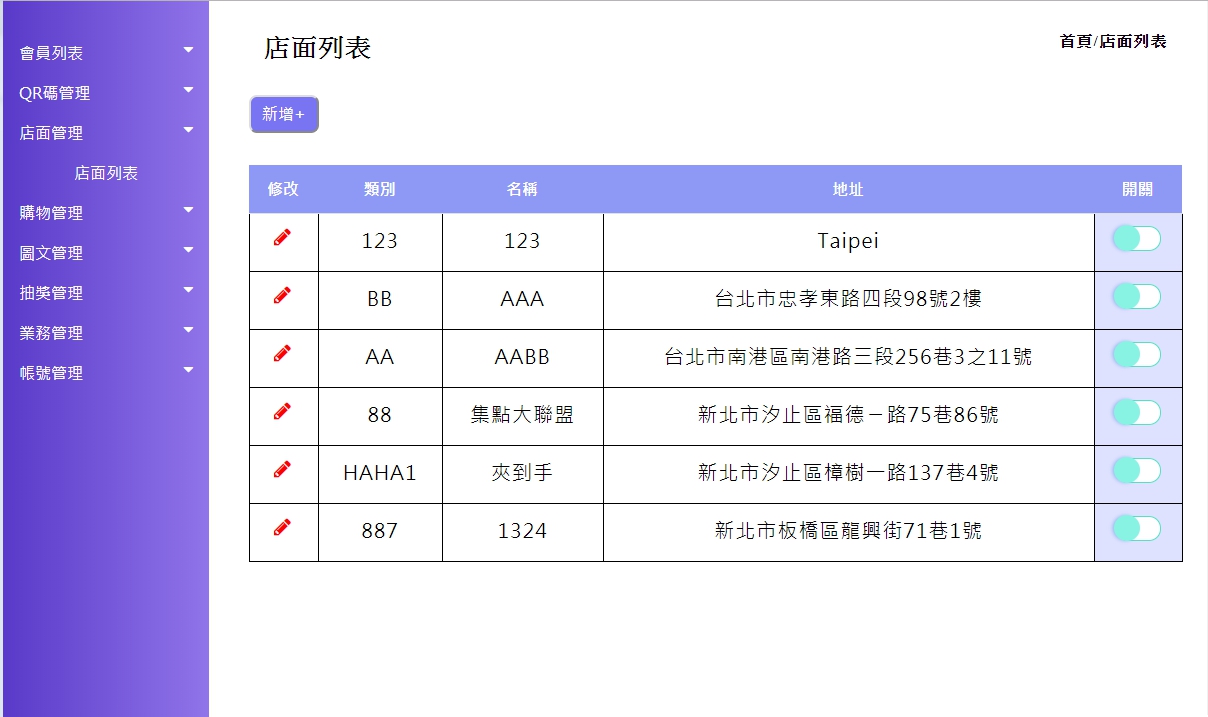 會員列表
QR碼管理
店面管理
店面列表
購物管理
圖文管理
抽獎管理
業務管理
帳號管理
店面列表
首頁/店面列表
新增+
修改 類別 名稱 地址 開關
123 123 Taipei
BB AAA 台北市忠孝東路四段98號2樓
AA AABB 台北市南港區南港路三段256巷3之11號
88 集點大聯盟 新北市汐止區福德－路75巷86號
HAHA1 夾到手 新北市汐止區樟樹一路137巷4號
887 1324 新北市板橋區龍興街71巷1號